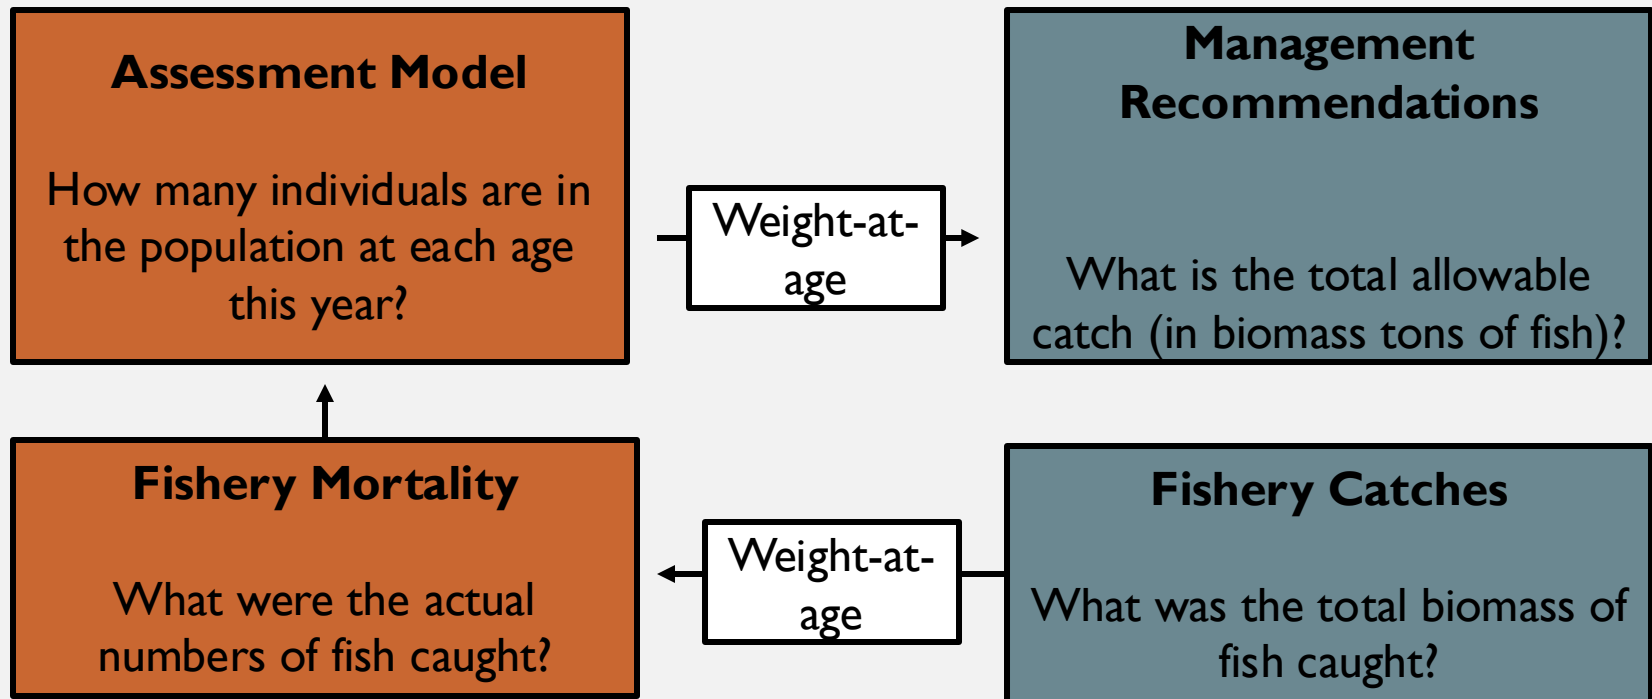 Assessment Model
How many individuals are in
the population at each age
this year?
Weight-at-
age
Management
Recommendations
What is the total allowable
catch (in biomass tons of fish)?
Fishery Mortality
What were the actual
numbers of fish caught?
Weight-at-
age
Fishery Catches
What was the total biomass of
fish caught?